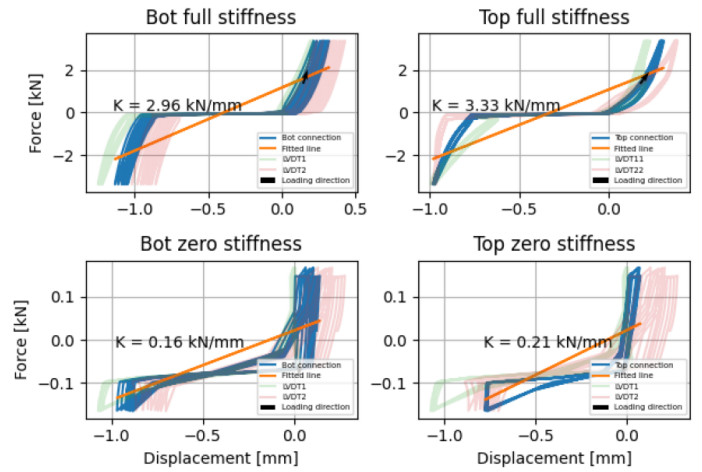 Bot full stiffness
Force [kN]
2
0
−2
K = 2.96 kN/mm
Bot connection
Fitted line
LVDT1
LVDT2
Loading direction
−1.0 −0.5 0.0 0.5
Top full stiffness
2
0
−2
K = 3.33 kN/mm
Top connection
Fitted line
LVDT11
LVDT22
Loading direction
−1.0 −0.5 0.0
Bot zero stiffness
Force [kN]
0.1
0.0
−0.1
K = 0.16 kN/mm
Bot connection
Fitted line
LVDT1
LVDT2
Loading direction
−1.0 −0.5 0.0
Displacement [mm]
Top zero stiffness
0.1
0.0
−0.1
K = 0.21 kN/mm
Top connection
Fitted line
LVDT1
LVDT2
Loading direction
−1.0 −0.5 0.0
Displacement [mm]